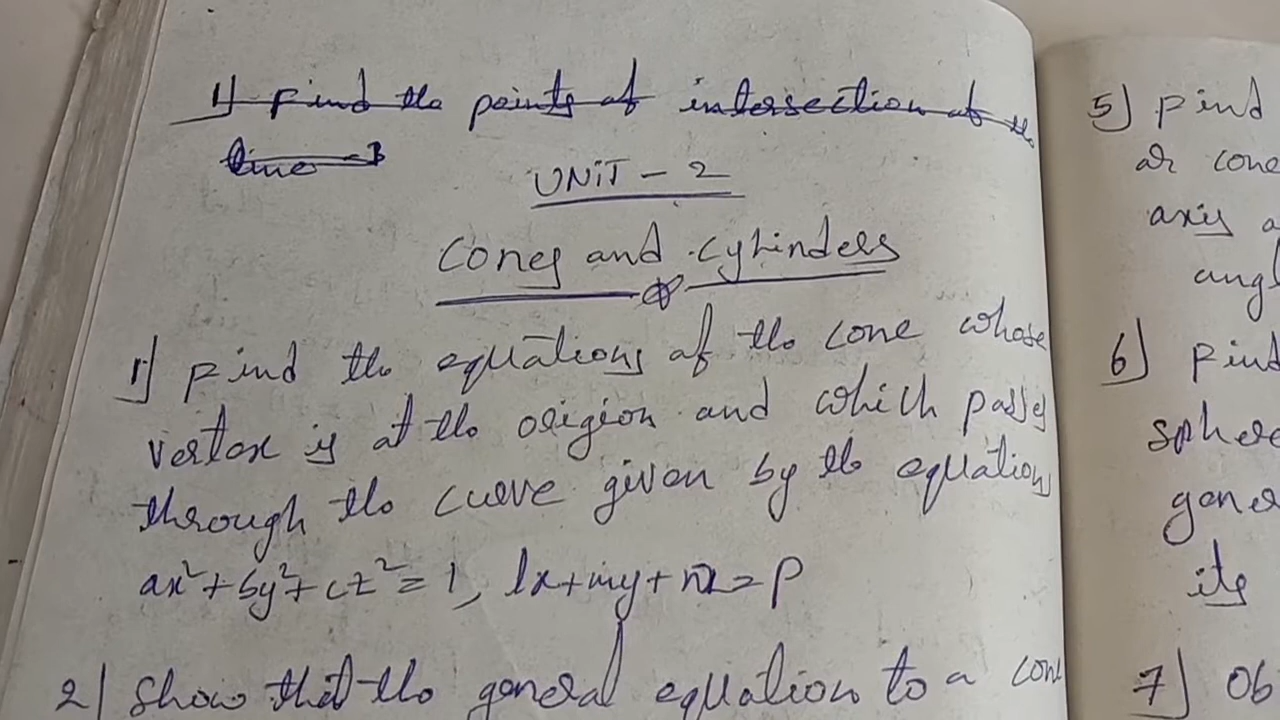 1) Find the points of intersection of the
line
UNIT - 2
Cones and cylinders
1) Find the equations of the cone whose
vertex is at the origion and which passes
through the curve given by the equations
ax²+by²+cz²=1, lx+my+nz=p
2) Show that the general equation to a cone
5) Find
ar cone
axis a
angl
6) Find
sphere
gener
its
7) Ob